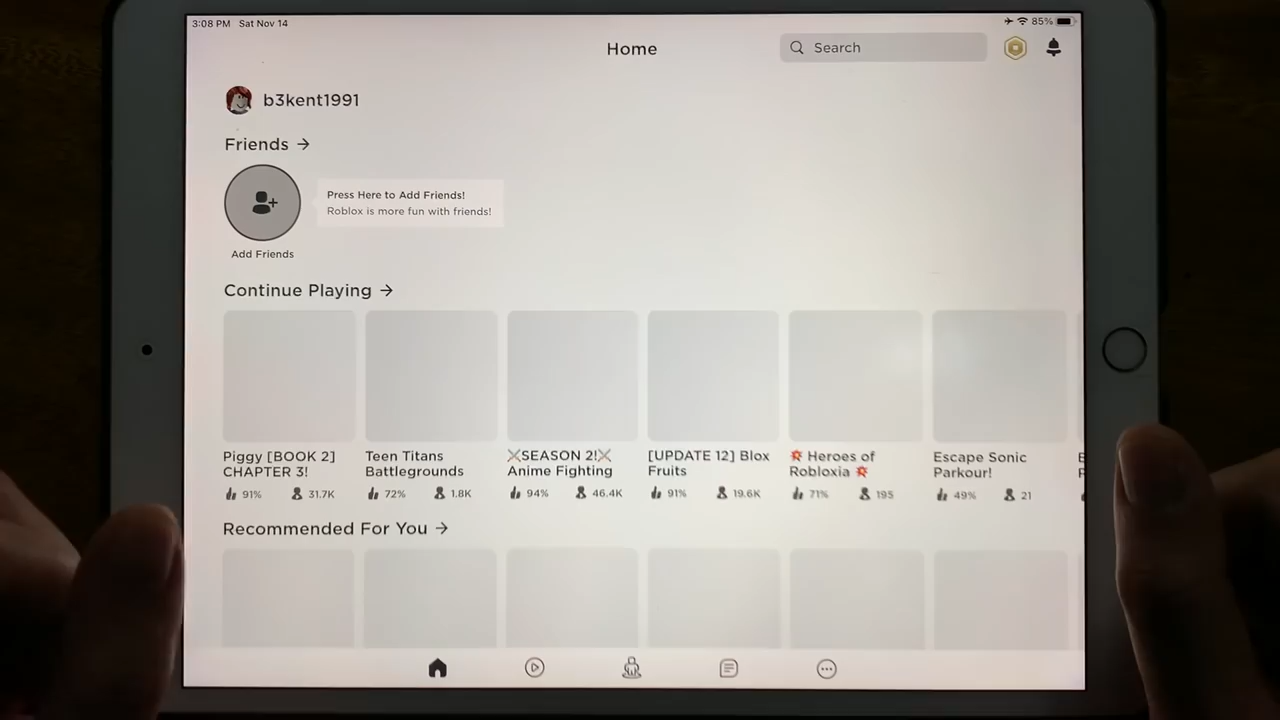 3:08 PM Sat Nov 14
85%
Home
Search
b3kent1991
Friends →
Press Here to Add Friends!
Roblox is more fun with friends!
Add Friends
Continue Playing →
Piggy [BOOK 2]
CHAPTER 3!
91% 31.7K
Teen Titans
Battlegrounds
72% 1.8K
⚔SEASON 2!⚔
Anime Fighting
94% 46.4K
[UPDATE 12] Blox
Fruits
91% 19.6K
💥 Heroes of
Robloxia 💥
71% 195
Escape Sonic
Parkour!
49% 21
Recommended For You →